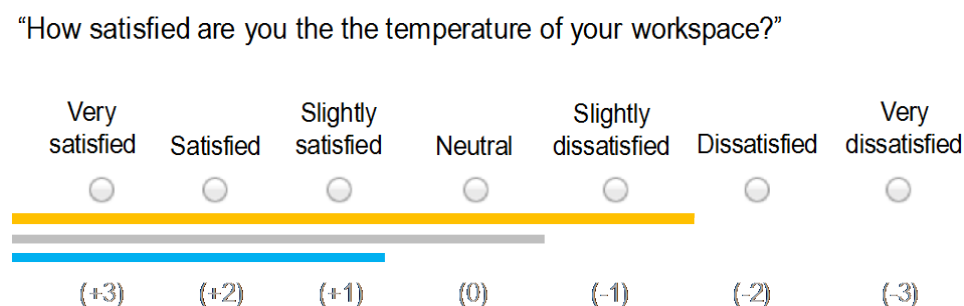 “How satisfied are you the the temperature of your workspace?”
Very satisfied
Satisfied
Slightly satisfied
Neutral
Slightly dissatisfied
Dissatisfied
Very dissatisfied
(+3) (+2) (+1) (0) (-1) (-2) (-3)